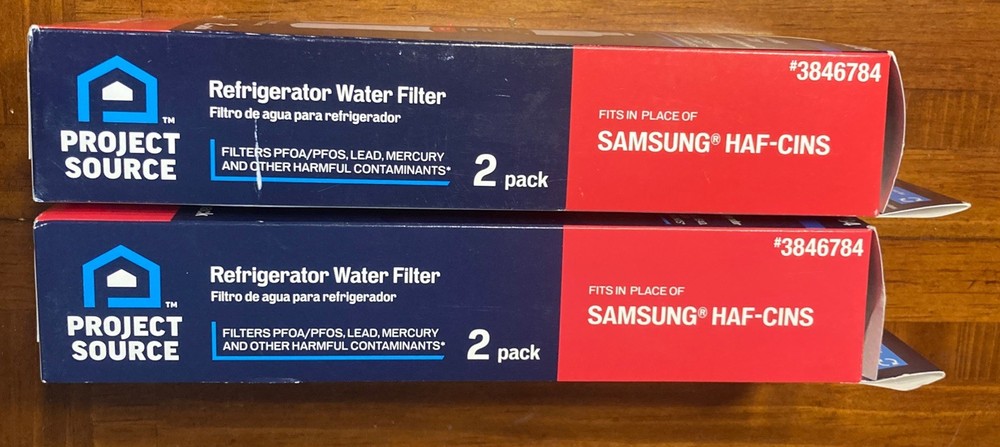 #3846784
PROJECT
SOURCE
™
Refrigerator Water Filter
Filtro de agua para refrigerador
FILTERS PFOA/PFOS, LEAD, MERCURY
AND OTHER HARMFUL CONTAMINANTS*
2 pack
FITS IN PLACE OF
SAMSUNG® HAF-CINS
#3846784
PROJECT
SOURCE
™
Refrigerator Water Filter
Filtro de agua para refrigerador
FILTERS PFOA/PFOS, LEAD, MERCURY
AND OTHER HARMFUL CONTAMINANTS*
2 pack
FITS IN PLACE OF
SAMSUNG® HAF-CINS